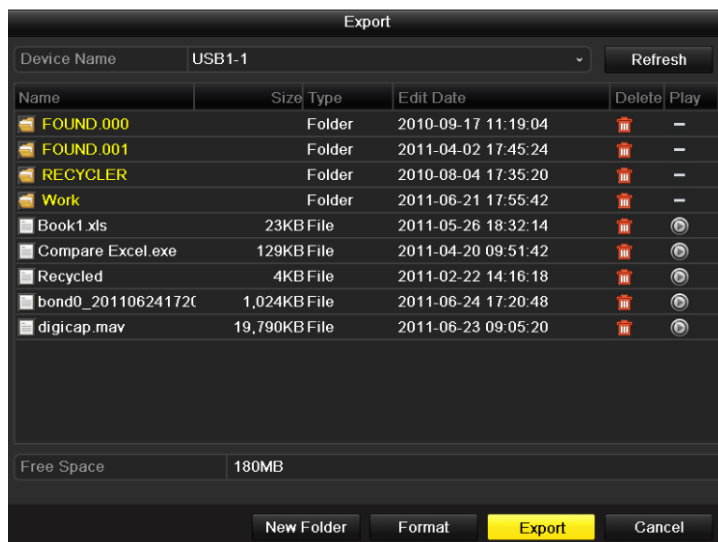 Export
Device Name USB1-1 Refresh
Name Size Type Edit Date Delete Play
FOUND.000 Folder 2010-09-17 11:19:04 –
FOUND.001 Folder 2011-04-02 17:45:24 –
RECYCLER Folder 2010-08-04 17:35:20 –
Work Folder 2011-06-21 17:55:42 –
Book1.xls 23KB File 2011-05-26 18:32:14
Compare Excel.exe 129KB File 2011-04-20 09:51:42
Recycled 4KB File 2011-02-22 14:16:18
bond0_201106241720 1,024KB File 2011-06-24 17:20:48
digicap.mav 19,790KB File 2011-06-23 09:05:20
Free Space 180MB
New Folder Format Export Cancel